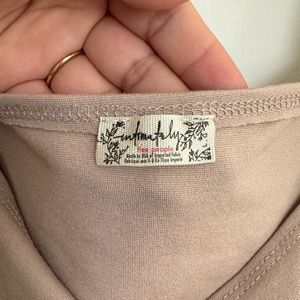 intimately
free people
Made in USA of Imported Fabric